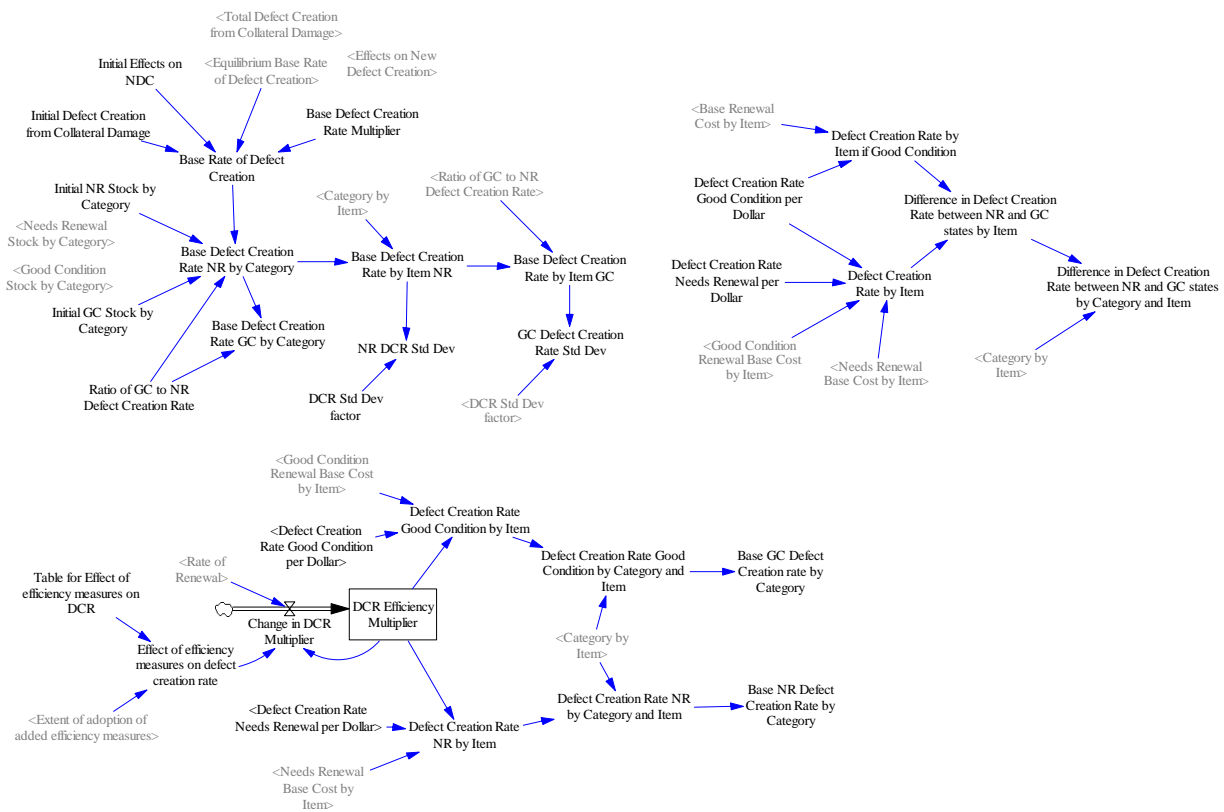 <Total Defect Creation
from Collateral Damage>
Initial Effects on
NDC
<Equilibrium Base Rate
of Defect Creation>
<Effects on New
Defect Creation>
Initial Defect Creation
from Collateral Damage
Base Defect Creation
Rate Multiplier
Base Rate of Defect
Creation
Initial NR Stock by
Category
<Needs Renewal
Stock by Category>
<Good Condition
Stock by Category>
Initial GC Stock by
Category
Base Defect Creation
Rate NR by Category
Base Defect Creation
Rate GC by Category
Ratio of GC to NR
Defect Creation Rate
<Category by
Item>
Base Defect Creation
Rate by Item NR
NR DCR Std Dev
DCR Std Dev
factor
<Ratio of GC to NR
Defect Creation Rate>
Base Defect Creation
Rate by Item GC
GC Defect Creation
Rate Std Dev
<DCR Std Dev
factor>
<Base Renewal
Cost by Item>
Defect Creation Rate by
Item if Good Condition
Defect Creation Rate
Good Condition per
Dollar
Difference in Defect Creation
Rate between NR and GC
states by Item
Defect Creation Rate
Needs Renewal per
Dollar
Defect Creation
Rate by Item
Difference in Defect Creation
Rate between NR and GC states
by Category and Item
<Good Condition
Renewal Base Cost
by Item>
<Needs Renewal
Base Cost by Item>
<Category by
Item>
<Good Condition
Renewal Base Cost
by Item>
Defect Creation Rate
Good Condition by Item
<Defect Creation
Rate Good Condition
per Dollar>
<Rate of
Renewal>
Table for Effect of
efficiency measures on
DCR
Change in DCR
Multiplier
DCR Efficiency
Multiplier
Defect Creation Rate Good
Condition by Category and
Item
Base GC Defect
Creation rate by
Category
Effect of efficiency
measures on defect
creation rate
<Category by
Item>
<Extent of adoption of
added efficiency measures>
<Defect Creation Rate
Needs Renewal per Dollar>
Defect Creation Rate
NR by Item
Defect Creation Rate NR
by Category and Item
Base NR Defect
Creation Rate by
Category
<Needs Renewal
Base Cost by
Item>